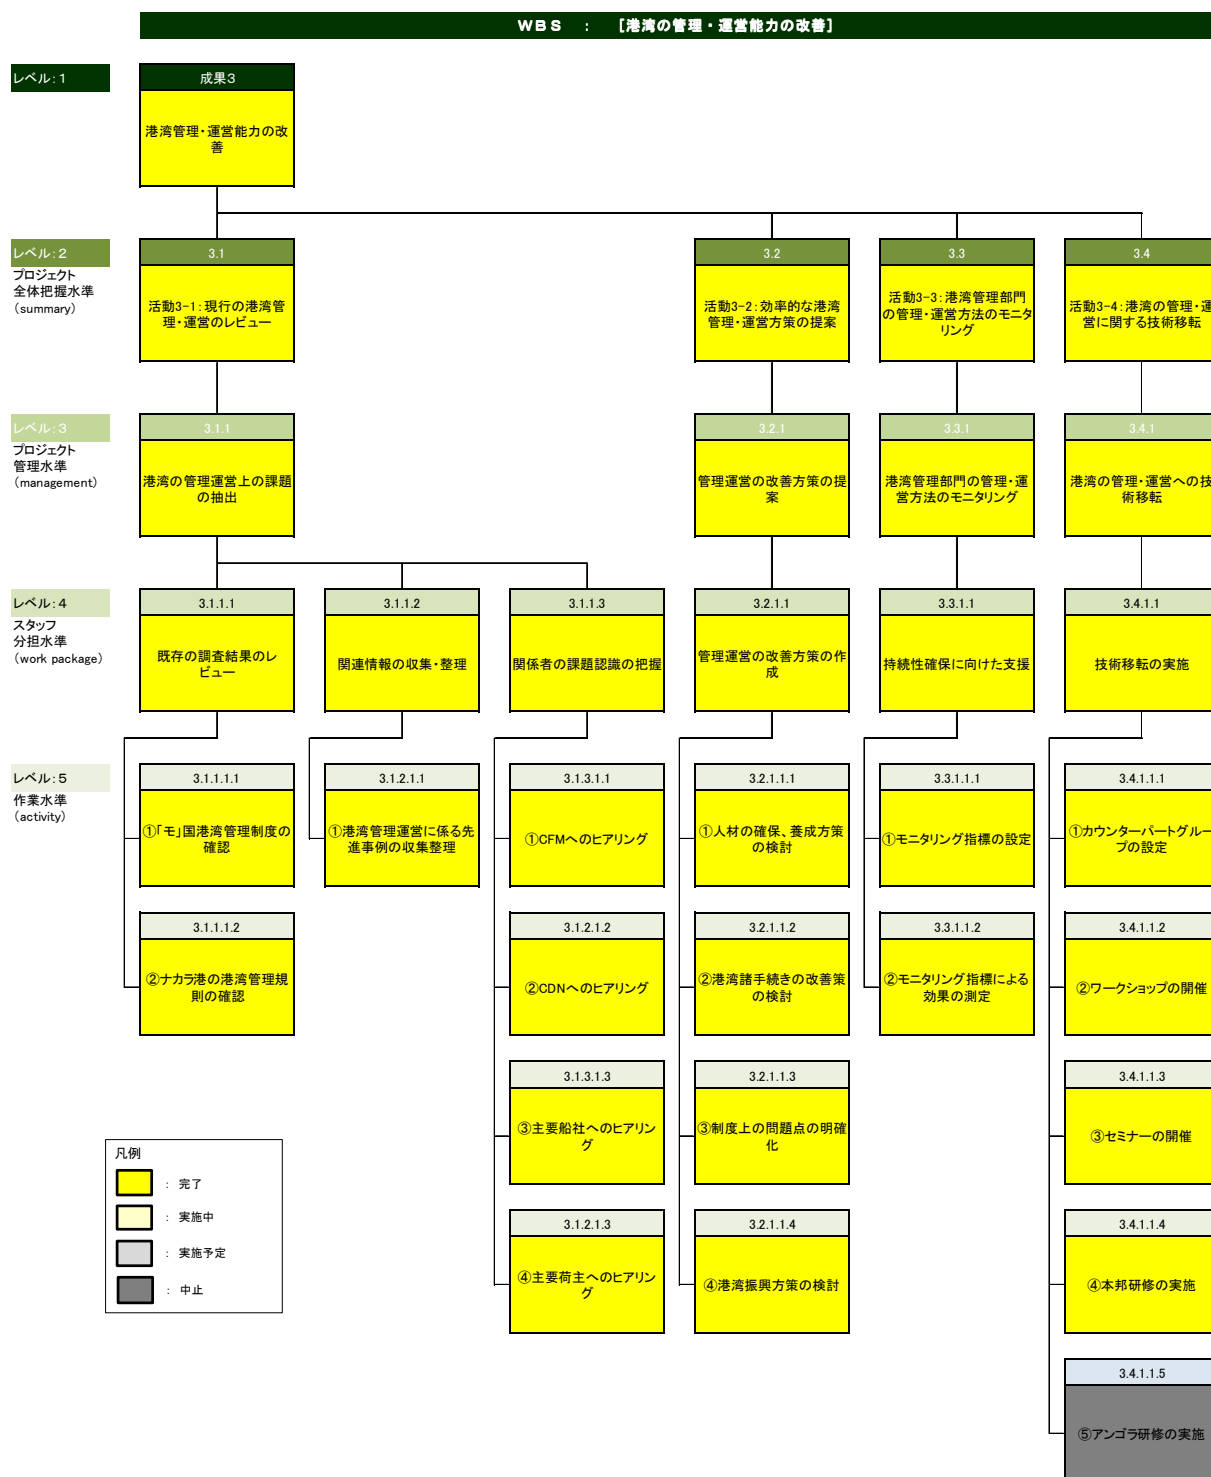 ＷＢＳ ： ［港湾の管理・運営能力の改善］
レベル：1
成果3
港湾管理・運営能力の改
善
レベル：2
プロジェクト
全体把握水準
（summary）
3.1
活動3-1：現行の港湾管
理・運営のレビュー
3.2
活動3-2：効率的な港湾
管理・運営方策の提案
3.3
活動3-3：港湾管理部門
の管理・運営方法のモニタ
リング
3.4
活動3-4：港湾の管理・運
営に関する技術移転
レベル：3
プロジェクト
管理水準
（management）
3.1.1
港湾の管理運営上の課題
の抽出
3.2.1
管理運営の改善方策の提
案
3.3.1
港湾管理部門の管理・運
営方法のモニタリング
3.4.1
港湾の管理・運営への技
術移転
レベル：4
スタッフ
分担水準
（work package）
3.1.1.1
既存の調査結果のレ
ビュー
3.1.1.2
関連情報の収集・整理
3.1.1.3
関係者の課題認識の把握
3.2.1.1
管理運営の改善方策の作
成
3.3.1.1
持続性確保に向けた支援
3.4.1.1
技術移転の実施
レベル：5
作業水準
（activity）
3.1.1.1.1
①「モ」国港湾管理制度の
確認
3.1.2.1.1
①港湾管理運営に係る先
進事例の収集整理
3.1.3.1.1
①CFMへのヒアリング
3.2.1.1.1
①人材の確保、養成方策
の検討
3.3.1.1.1
①モニタリング指標の設定
3.4.1.1.1
①カウンターパートグルー
プの設定
3.1.1.1.2
②ナカラ港の港湾管理規
則の確認
3.1.2.1.2
②CDNへのヒアリング
3.2.1.1.2
②港湾諸手続きの改善策
の検討
3.3.1.1.2
②モニタリング指標による
効果の測定
3.4.1.1.2
②ワークショップの開催
3.1.3.1.3
③主要船社へのヒアリン
グ
3.2.1.1.3
③制度上の問題点の明確
化
3.4.1.1.3
③セミナーの開催
3.1.2.1.3
④主要荷主へのヒアリン
グ
3.2.1.1.4
④港湾振興方策の検討
3.4.1.1.4
④本邦研修の実施
3.4.1.1.5
⑤アンゴラ研修の実施
凡例
： 完了
： 実施中
： 実施予定
： 中止